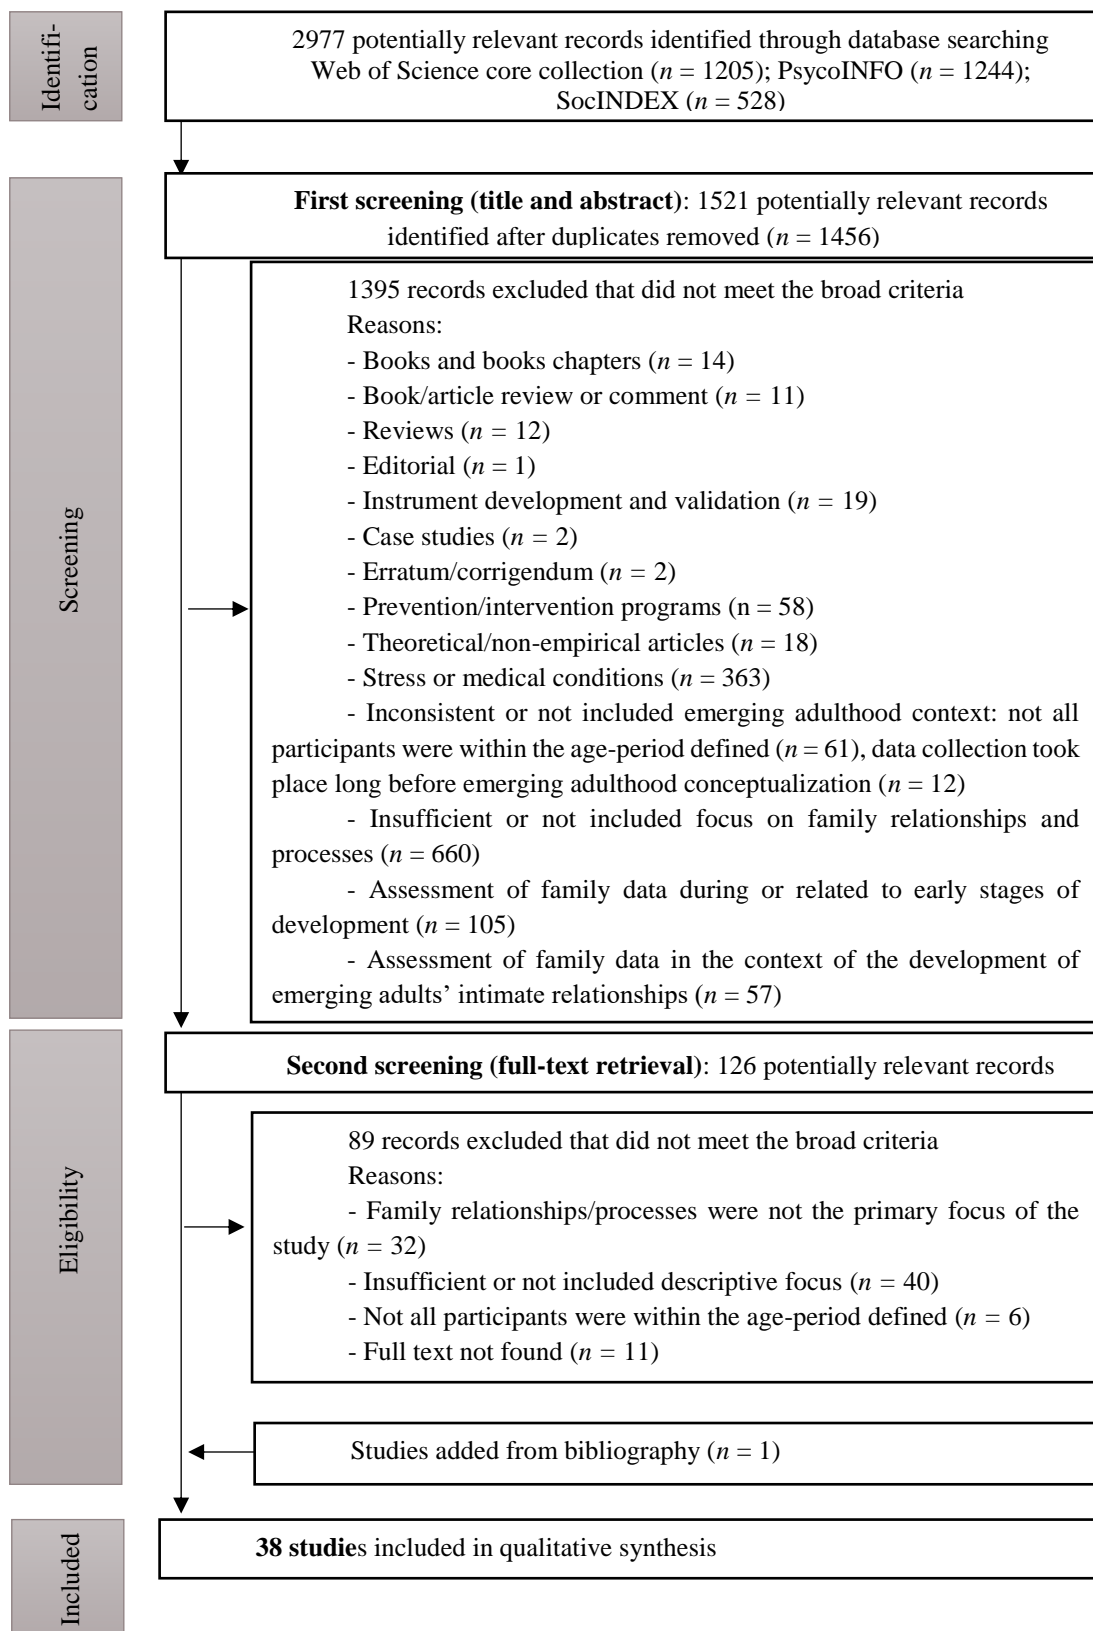 Identifi-
cation
2977 potentially relevant records identified through database searching
Web of Science core collection (n = 1205); PsycoINFO (n = 1244);
SocINDEX (n = 528)
Screening
First screening (title and abstract): 1521 potentially relevant records
identified after duplicates removed (n = 1456)
1395 records excluded that did not meet the broad criteria
Reasons:
- Books and books chapters (n = 14)
- Book/article review or comment (n = 11)
- Reviews (n = 12)
- Editorial (n = 1)
- Instrument development and validation (n = 19)
- Case studies (n = 2)
- Erratum/corrigendum (n = 2)
- Prevention/intervention programs (n = 58)
- Theoretical/non-empirical articles (n = 18)
- Stress or medical conditions (n = 363)
- Inconsistent or not included emerging adulthood context: not all
participants were within the age-period defined (n = 61), data collection took
place long before emerging adulthood conceptualization (n = 12)
- Insufficient or not included focus on family relationships and
processes (n = 660)
- Assessment of family data during or related to early stages of
development (n = 105)
- Assessment of family data in the context of the development of
emerging adults’ intimate relationships (n = 57)
Eligibility
Second screening (full-text retrieval): 126 potentially relevant records
89 records excluded that did not meet the broad criteria
Reasons:
- Family relationships/processes were not the primary focus of the
study (n = 32)
- Insufficient or not included descriptive focus (n = 40)
- Not all participants were within the age-period defined (n = 6)
- Full text not found (n = 11)
Studies added from bibliography (n = 1)
Included
38 studies included in qualitative synthesis